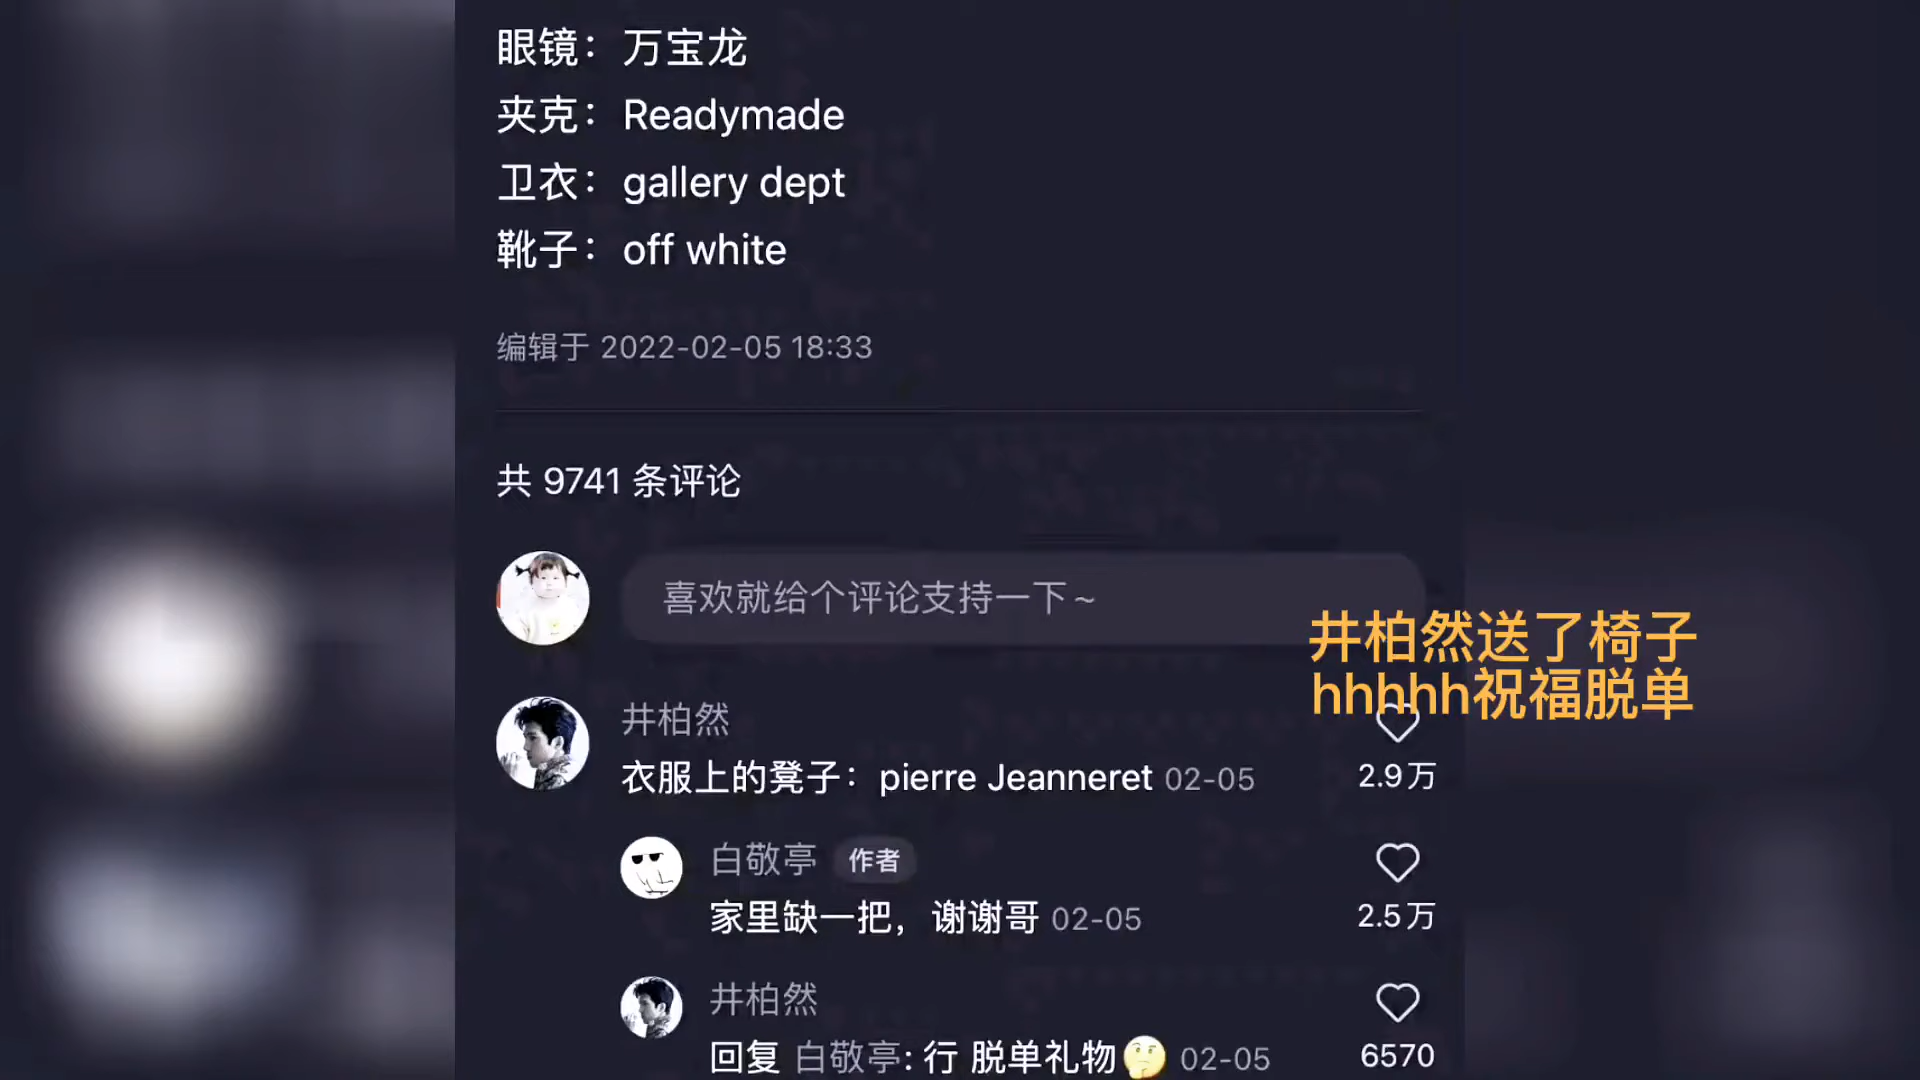 眼镜：万宝龙
夹克：Readymade
卫衣：gallery dept
靴子：off white
编辑于 2022-02-05 18:33
共 9741 条评论
喜欢就给个评论支持一下~
井柏然送了椅子
hhhhh祝福脱单
井柏然
衣服上的凳子：pierre Jeanneret 02-05
2.9万
白敬亭 作者
家里缺一把，谢谢哥 02-05
2.5万
井柏然
回复 白敬亭: 行 脱单礼物🤔 02-05
6570